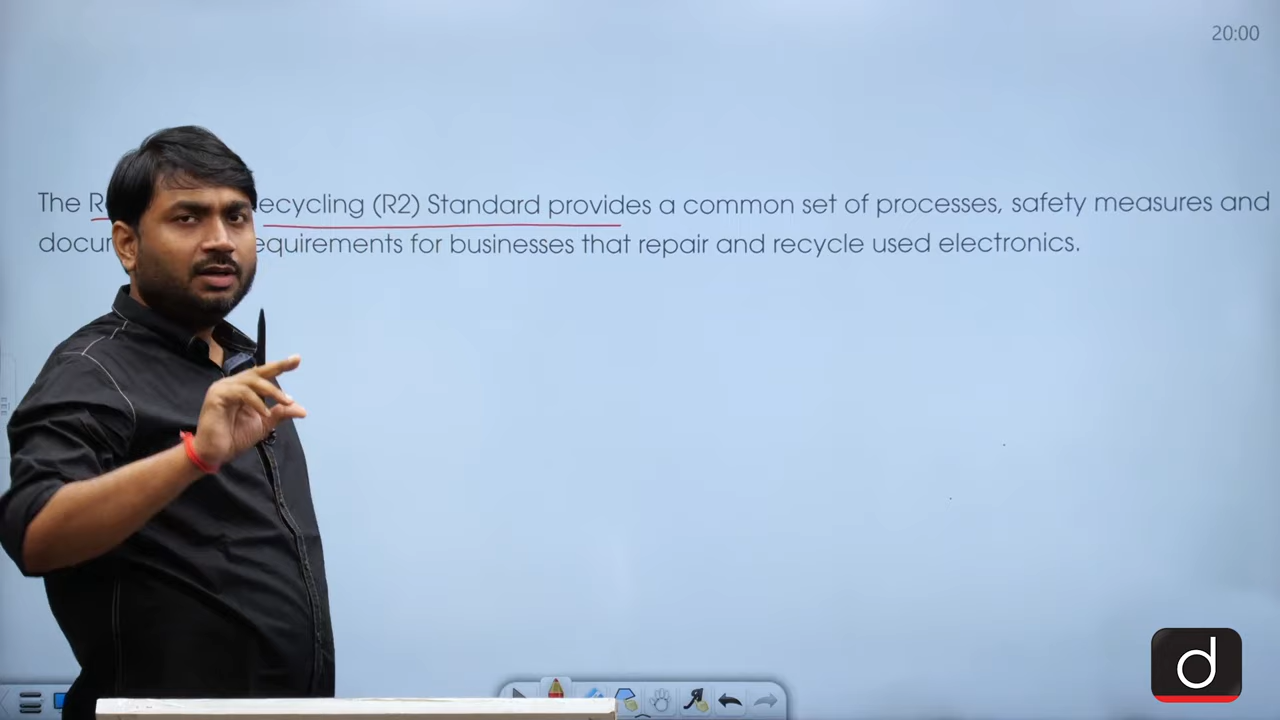 20:00
The R ecycling (R2) Standard provides a common set of processes, safety measures and
docu equirements for businesses that repair and recycle used electronics.
d